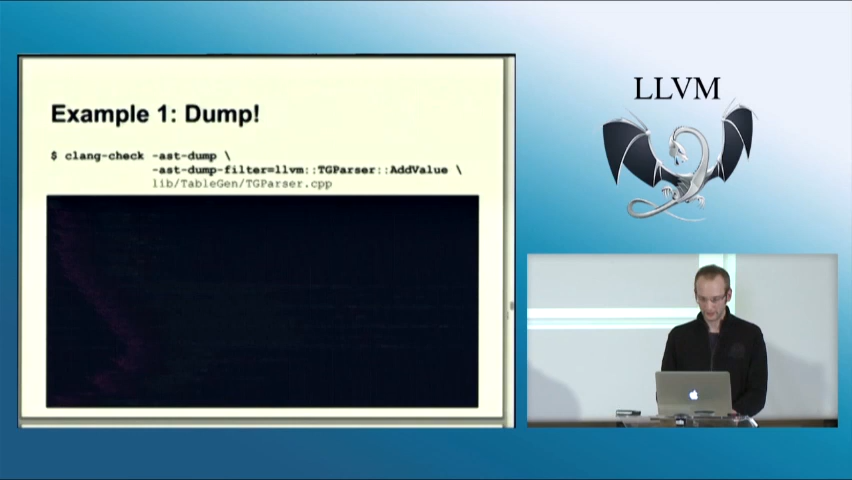 Example 1: Dump!
$ clang-check -ast-dump \
-ast-dump-filter=llvm::TGParser::AddValue \
lib/TableGen/TGParser.cpp
LLVM